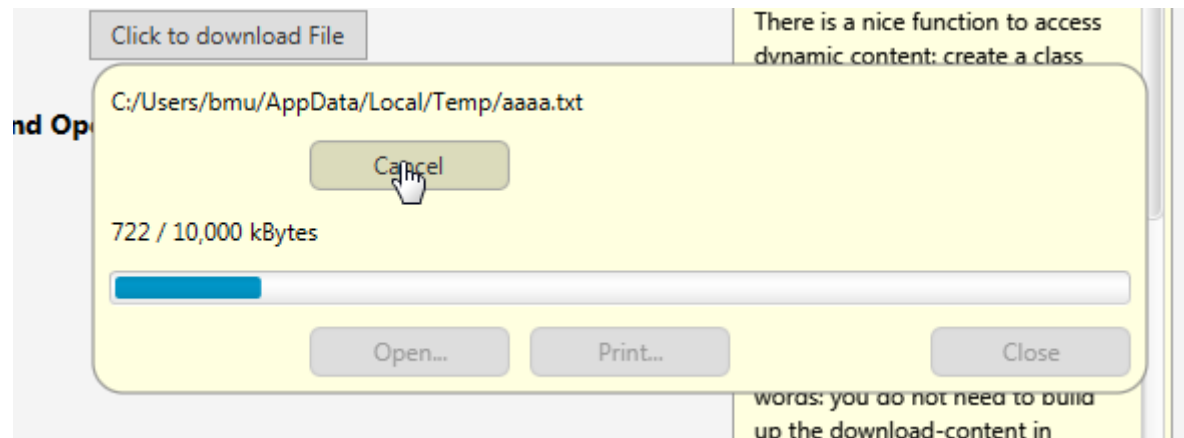 Click to download File
There is a nice function to access
dynamic content: create a class
nd Op
C:/Users/bmu/AppData/Local/Temp/aaaa.txt
Cancel
722 / 10,000 kBytes
Open...
Print...
Close
words: you do not need to build
up the download-content in